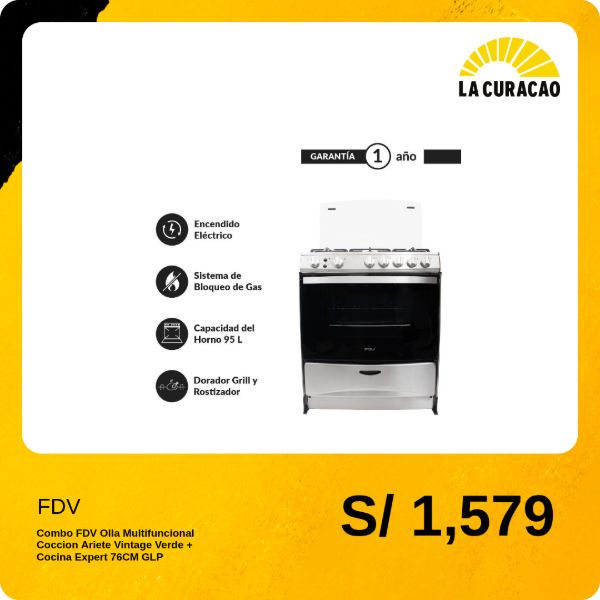 LA CURACAO
GARANTÍA 1 año
Encendido
Eléctrico
Sistema de
Bloqueo de Gas
Capacidad del
Horno 95 L
Dorador Grill y
Rostizador
FDV
Combo FDV Olla Multifuncional
Coccion Ariete Vintage Verde +
Cocina Expert 76CM GLP
S/ 1,579